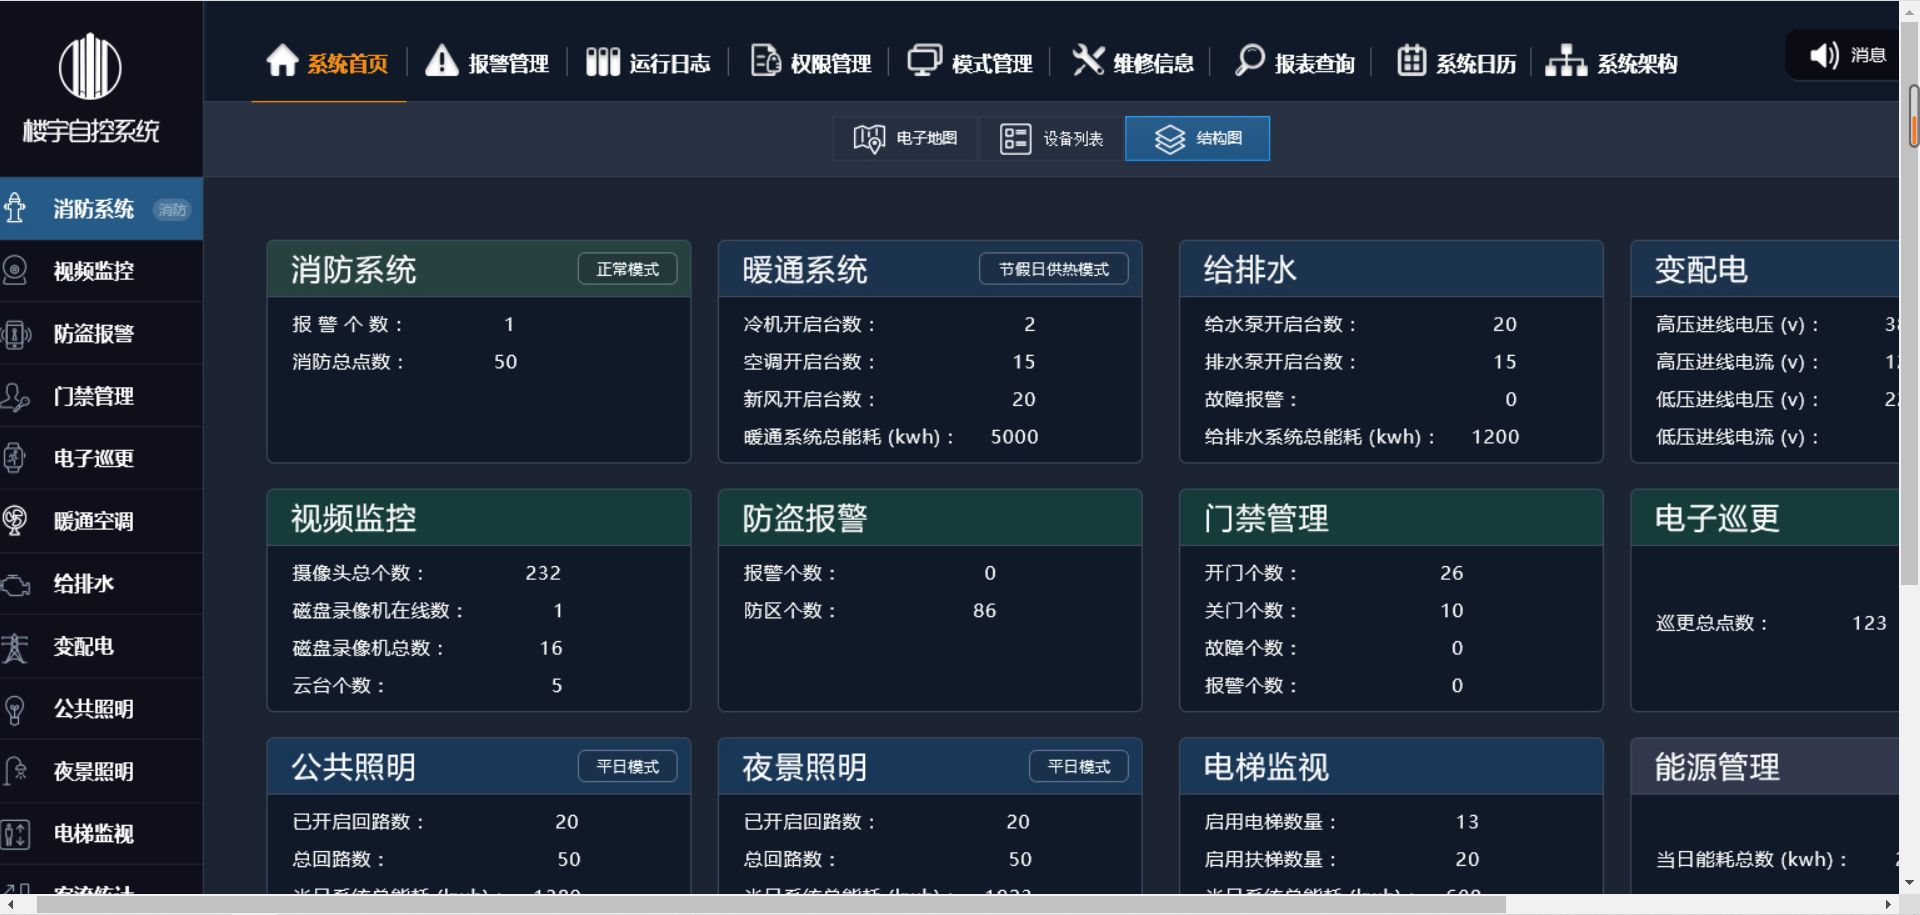 楼宇自控系统
系统首页 报警管理 运行日志 权限管理 模式管理 维修信息 报表查询 系统日历 系统架构 消息
电子地图 设备列表 结构图
消防系统 消防
视频监控
防盗报警
门禁管理
电子巡更
暖通空调
给排水
变配电
公共照明
夜景照明
电梯监视
消防系统 正常模式
报 警 个 数： 1
消防总点数： 50
暖通系统 节假日供热模式
冷机开启台数： 2
空调开启台数： 15
新风开启台数： 20
暖通系统总能耗 (kwh)： 5000
给排水
给水泵开启台数： 20
排水泵开启台数： 15
故障报警： 0
给排水系统总能耗 (kwh)： 1200
变配电
高压进线电压 (v)：
高压进线电流 (v)：
低压进线电压 (v)：
低压进线电流 (v)：
视频监控
摄像头总个数： 232
磁盘录像机在线数： 1
磁盘录像机总数： 16
云台个数： 5
防盗报警
报警个数： 0
防区个数： 86
门禁管理
开门个数： 26
关门个数： 10
故障个数： 0
报警个数： 0
电子巡更
巡更总点数： 123
公共照明 平日模式
已开启回路数： 20
总回路数： 50
夜景照明 平日模式
已开启回路数： 20
总回路数： 50
电梯监视
启用电梯数量： 13
启用扶梯数量： 20
能源管理
当日能耗总数 (kwh)：